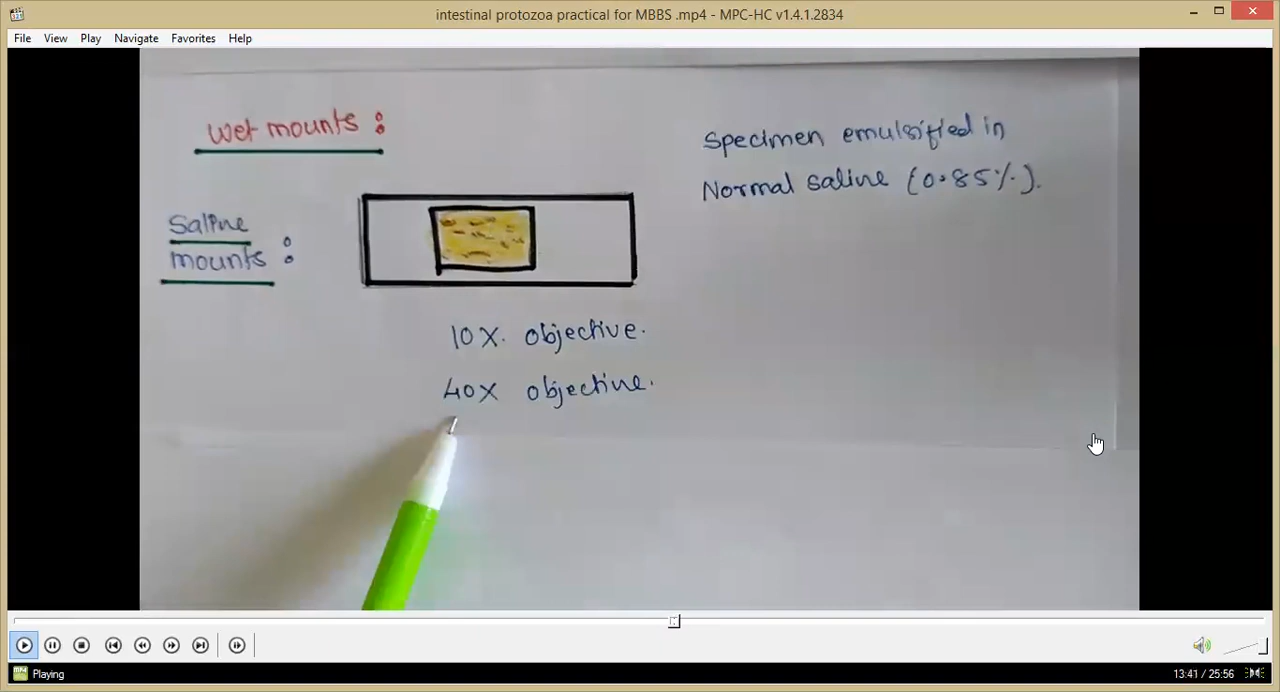 intestinal protozoa practical for MBBS .mp4 - MPC-HC v1.4.1.2834
File View Play Navigate Favorites Help
Wet mounts :
Specimen emulsified in
Normal saline (0.85%).
Saline
mounts :
10X. objective.
40X objective.
Playing
13:41 / 25:56